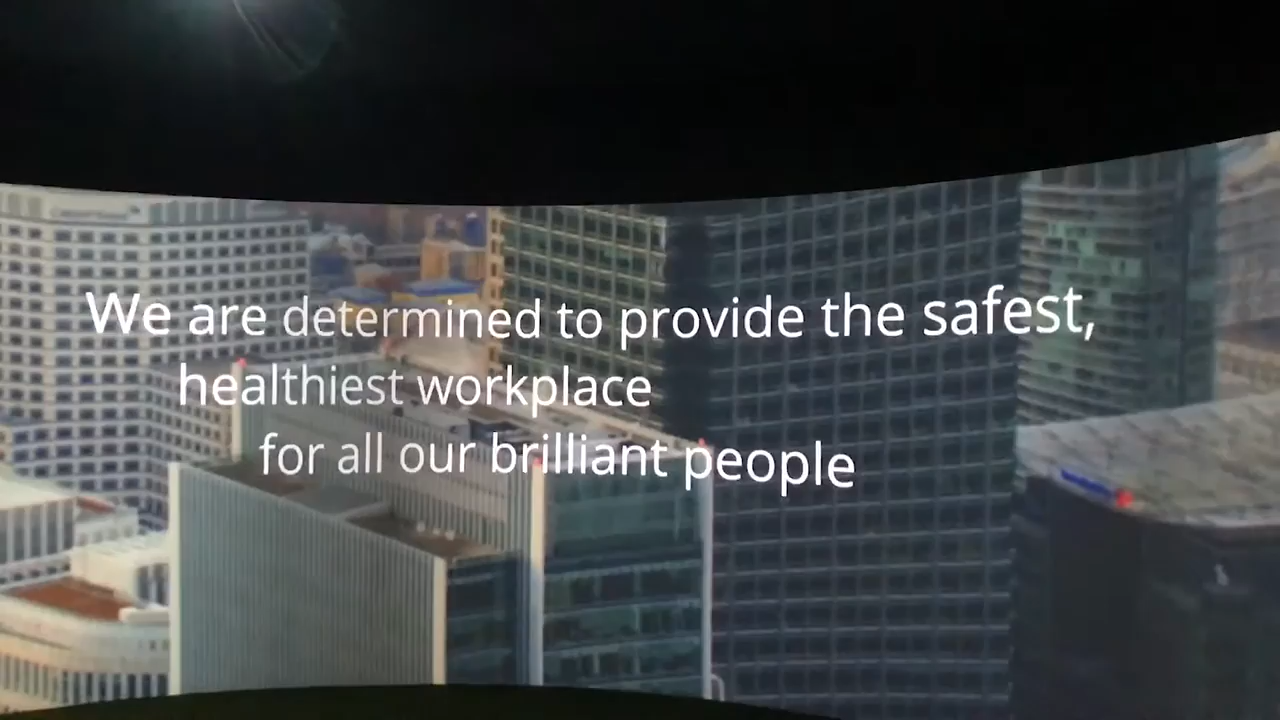 We are determined to provide the safest,
healthiest workplace
for all our brilliant people